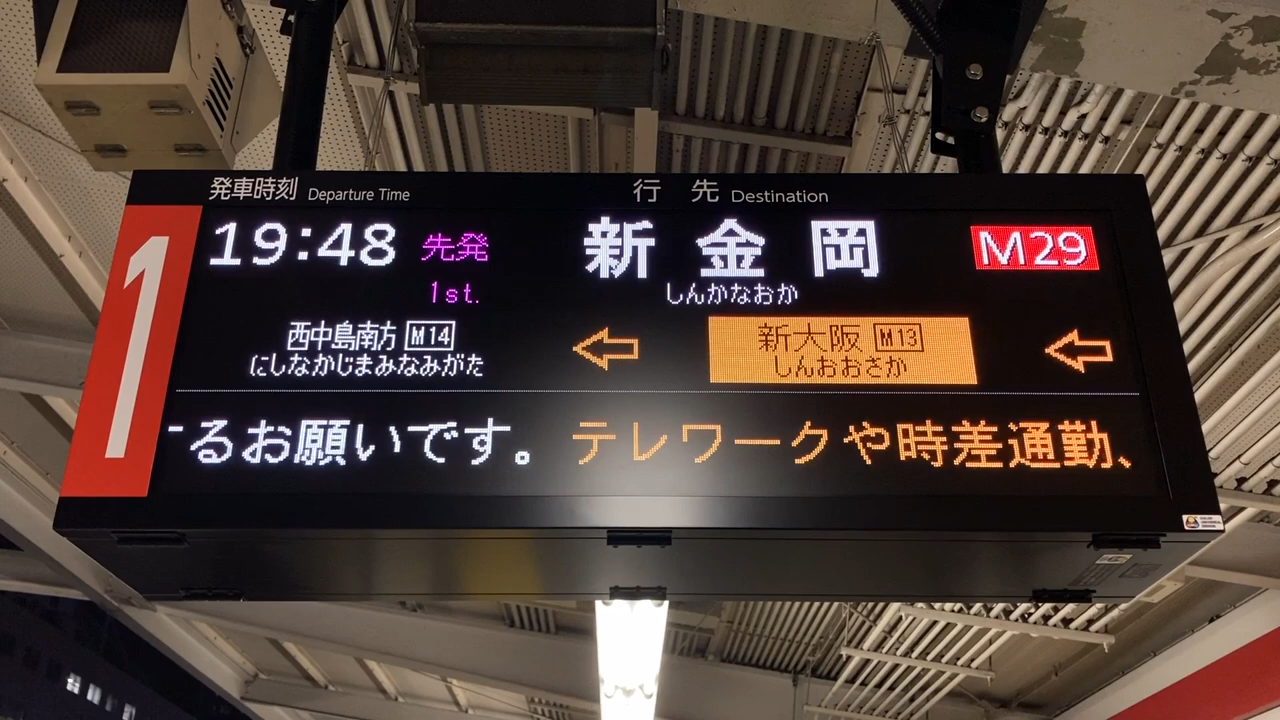 発車時刻 Departure Time 行先 Destination
1
19:48 先発 新金岡 M29
1st. しんかなおか
西中島南方 M14 新大阪 M13
にしなかじまみなみがた しんおおさか
るお願いです。 テレワークや時差通勤、